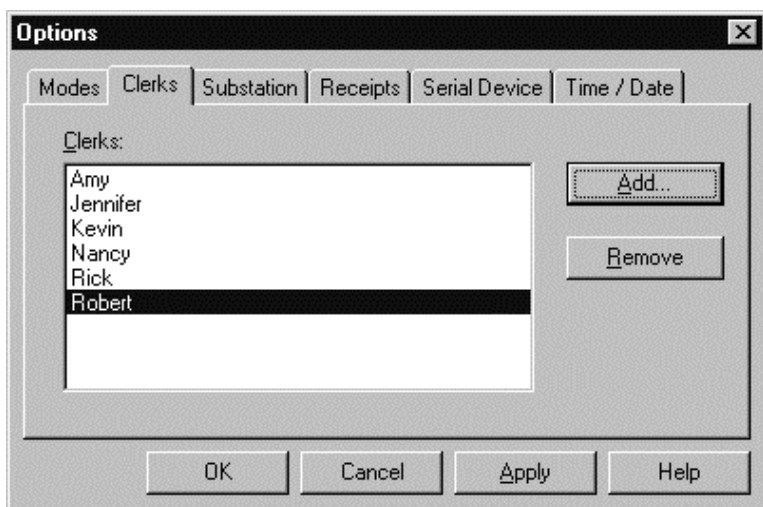 Options
Modes Clerks Substation Receipts Serial Device Time / Date
Clerks:
Amy
Jennifer
Kevin
Nancy
Rick
Robert
Add...
Remove
OK Cancel Apply Help